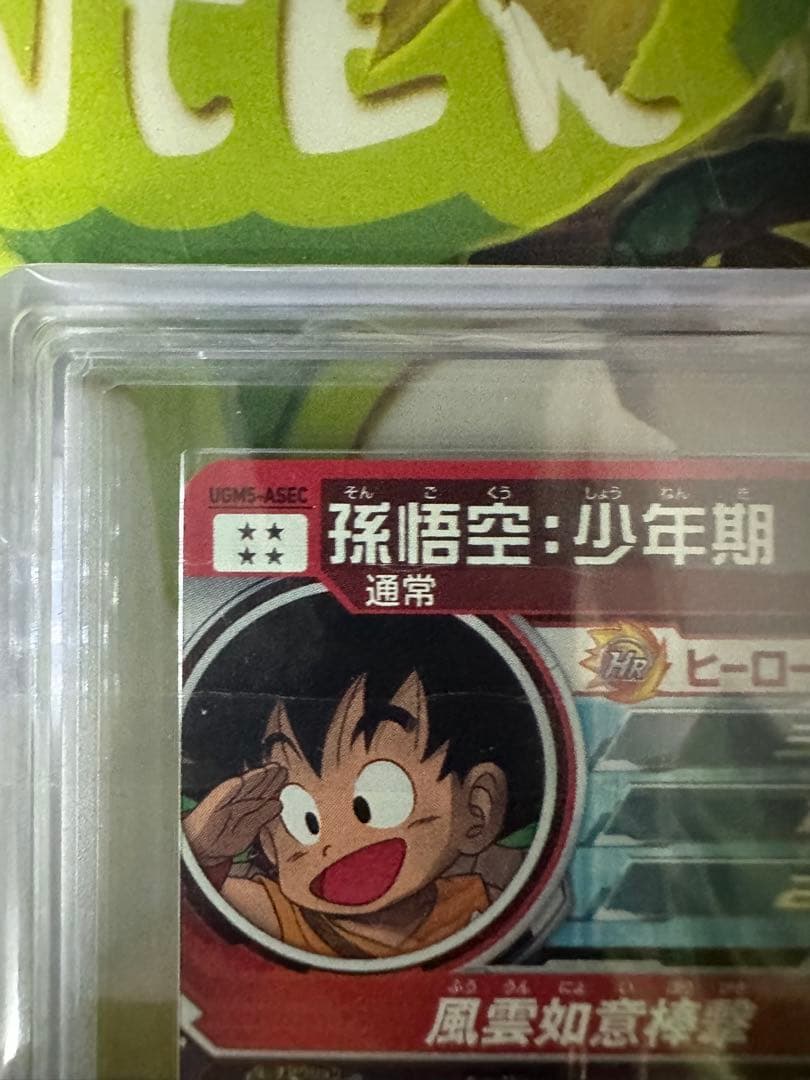 NTER
UGM5-ASEC
そん ご くう しょう ねん き
孫悟空:少年期
通常
HR ヒーロー
ふう うん にょ い ぼう げき
風雲如意棒撃